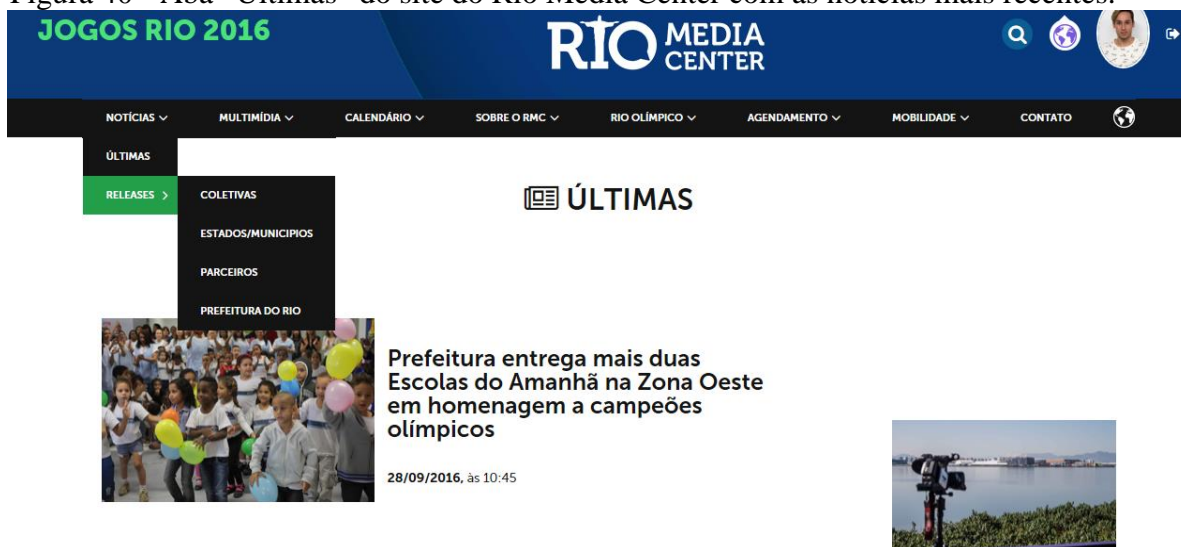 Figura 40 - Aba "Últimas" do site do Rio Media Center com as notícias mais recentes.
JOGOS RIO 2016
RIO MEDIA CENTER
NOTÍCIAS MULTIMÍDIA CALENDÁRIO SOBRE O RMC RIO OLÍMPICO AGENDAMENTO MOBILIDADE CONTATO
ÚLTIMAS
RELEASES > COLETIVAS
ESTADOS/MUNICIPIOS
PARCEIROS
PREFEITURA DO RIO
ÚLTIMAS
Prefeitura entrega mais duas
Escolas do Amanhã na Zona Oeste
em homenagem a campeões
olímpicos
28/09/2016, às 10:45